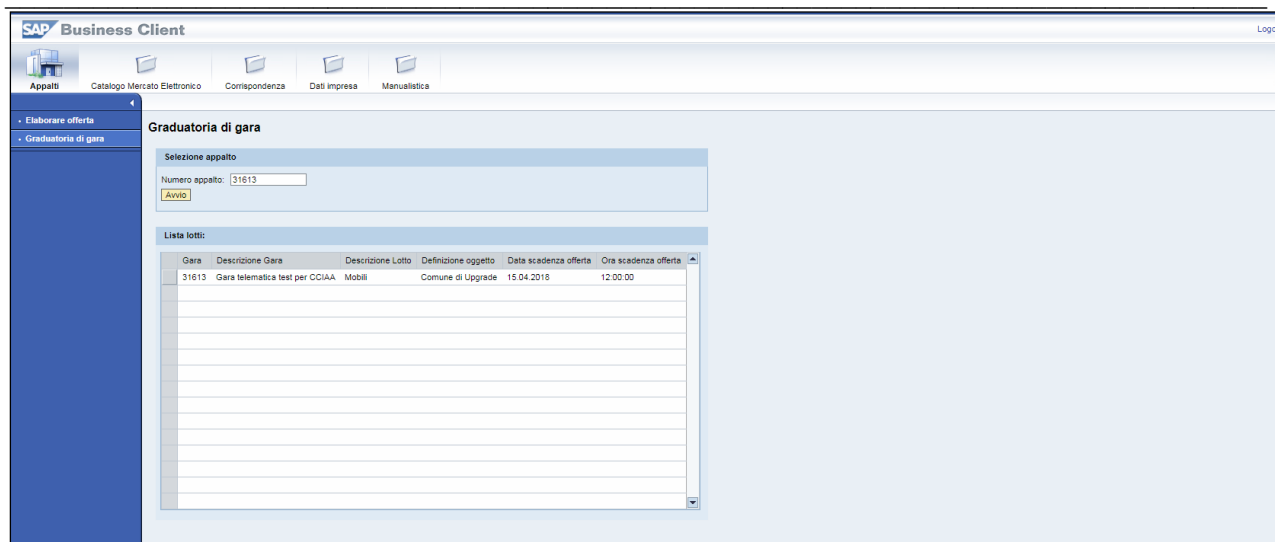 SAP Business Client
Appalti Catalogo Mercato Elettronico Corrispondenza Dati impresa Manualistica
Elaborare offerta
Graduatoria di gara
Graduatoria di gara
Selezione appalto
Numero appalto: 31613
Avvio
Lista lotti:
Gara Descrizione Gara Descrizione Lotto Definizione oggetto Data scadenza offerta Ora scadenza offerta
31613 Gara telematica test per CCIAA Mobili Comune di Upgrade 15.04.2018 12:00:00